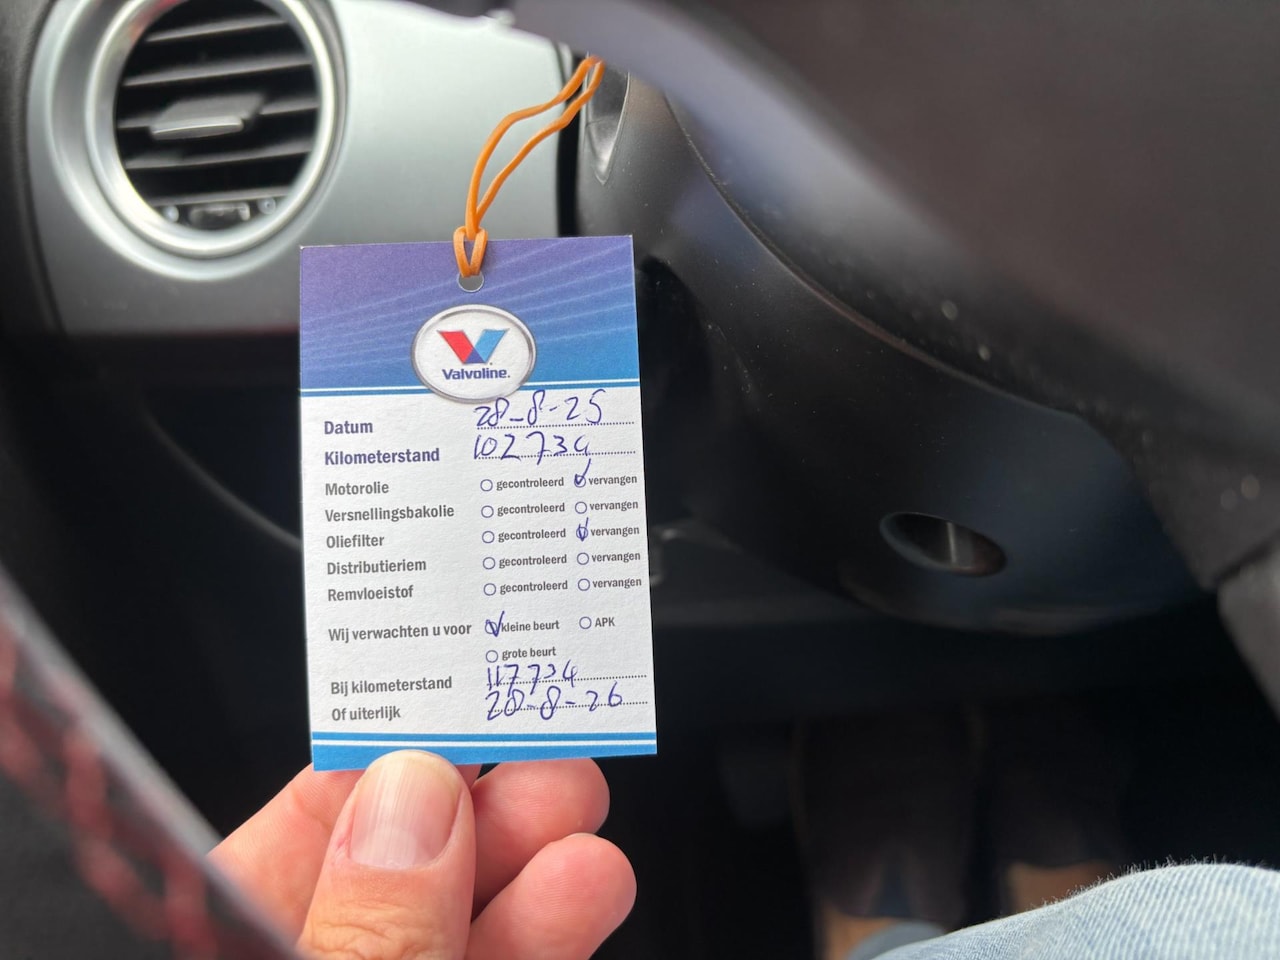 Valvoline.
Datum 28-8-25
Kilometerstand 102734
Motorolie gecontroleerd vervangen
Versnellingsbakolie gecontroleerd vervangen
Oliefilter gecontroleerd vervangen
Distributieriem gecontroleerd vervangen
Remvloeistof gecontroleerd vervangen
Wij verwachten u voor kleine beurt APK
grote beurt
Bij kilometerstand 117734
Of uiterlijk 28-8-26